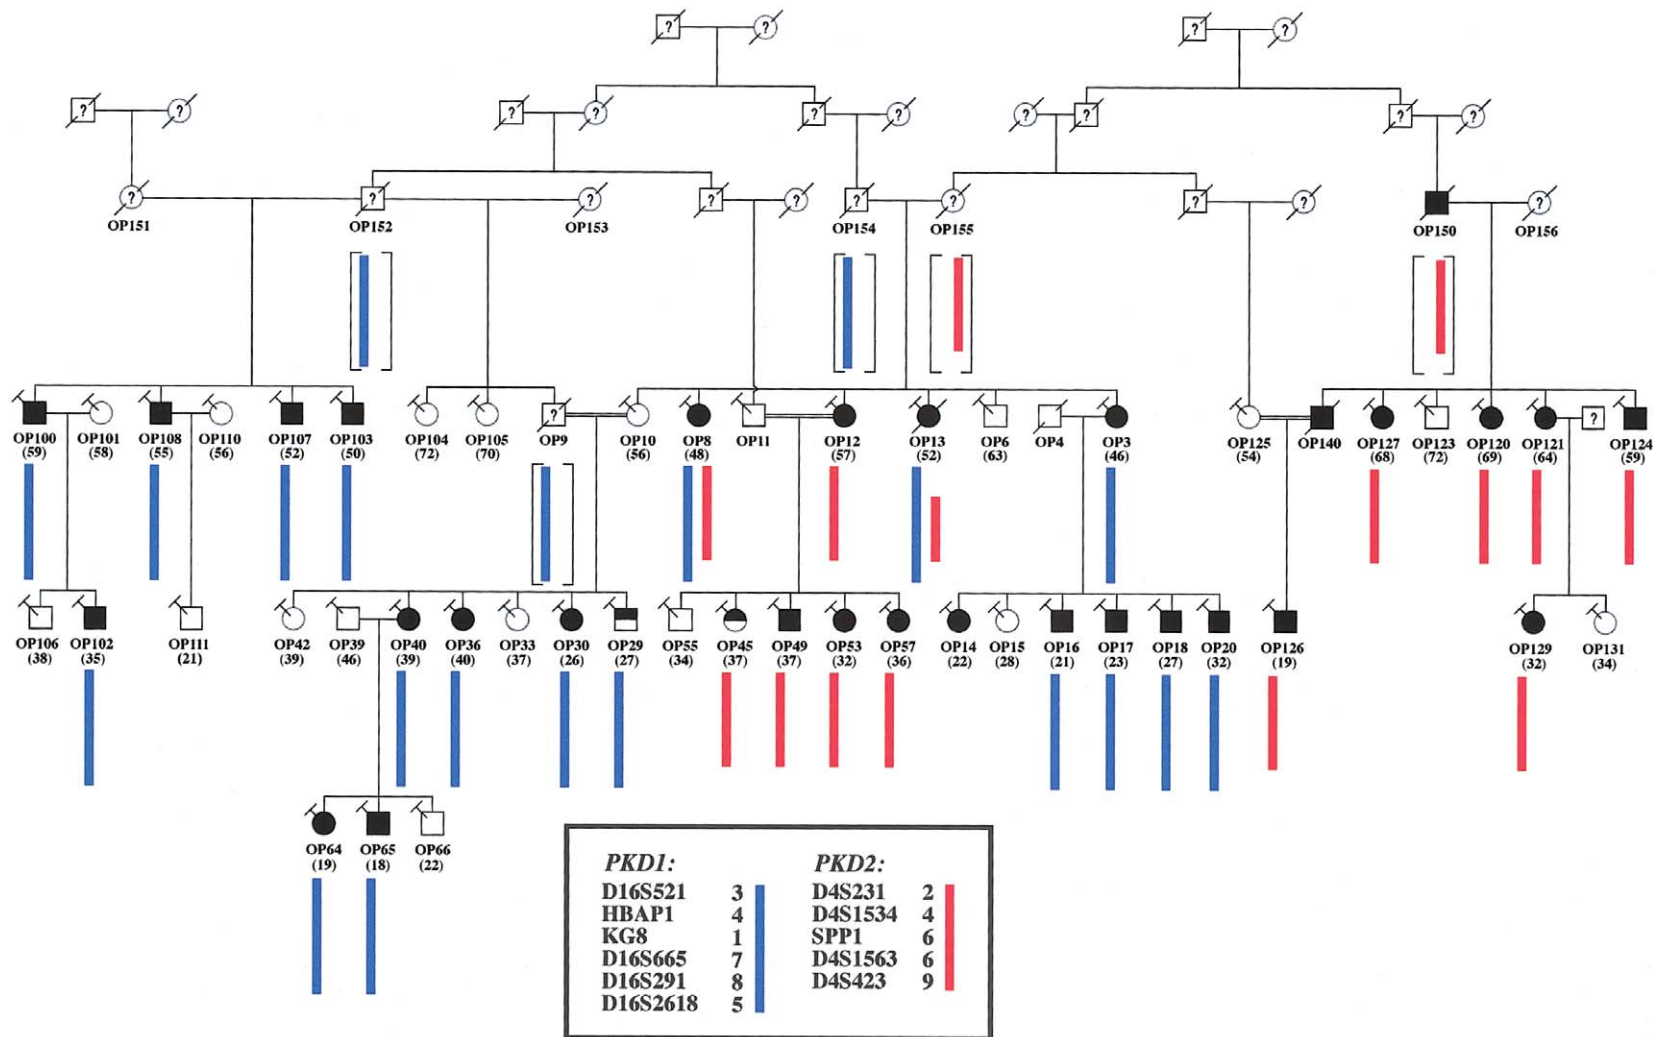 ? ?
? ?
? ?
? ? ? ?
? ? ? ?
? ? ? ? ? ? ? ? ? ?
OP151 OP152 OP153 OP154 OP155 OP150 OP156
? ?
OP100 OP101 OP108 OP110 OP107 OP103 OP104 OP105 OP9 OP10 OP8 OP11 OP12 OP13 OP6 OP4 OP3 OP125 OP140 OP127 OP123 OP120 OP121 OP124
(59) (58) (55) (56) (52) (50) (72) (70) (56) (48) (57) (52) (63) (46) (54) (68) (72) (69) (64) (59)
OP106 OP102 OP111 OP42 OP39 OP40 OP36 OP33 OP30 OP29 OP55 OP45 OP49 OP53 OP57 OP14 OP15 OP16 OP17 OP18 OP20 OP126 OP129 OP131
(38) (35) (21) (39) (46) (39) (40) (37) (26) (27) (34) (37) (37) (32) (36) (22) (28) (21) (23) (27) (32) (19) (32) (34)
OP64 OP65 OP66
(19) (18) (22)
PKD1: PKD2:
D16S521 3 D4S231 2
HBAP1 4 D4S1534 4
KG8 1 SPP1 6
D16S665 7 D4S1563 6
D16S291 8 D4S423 9
D16S2618 5